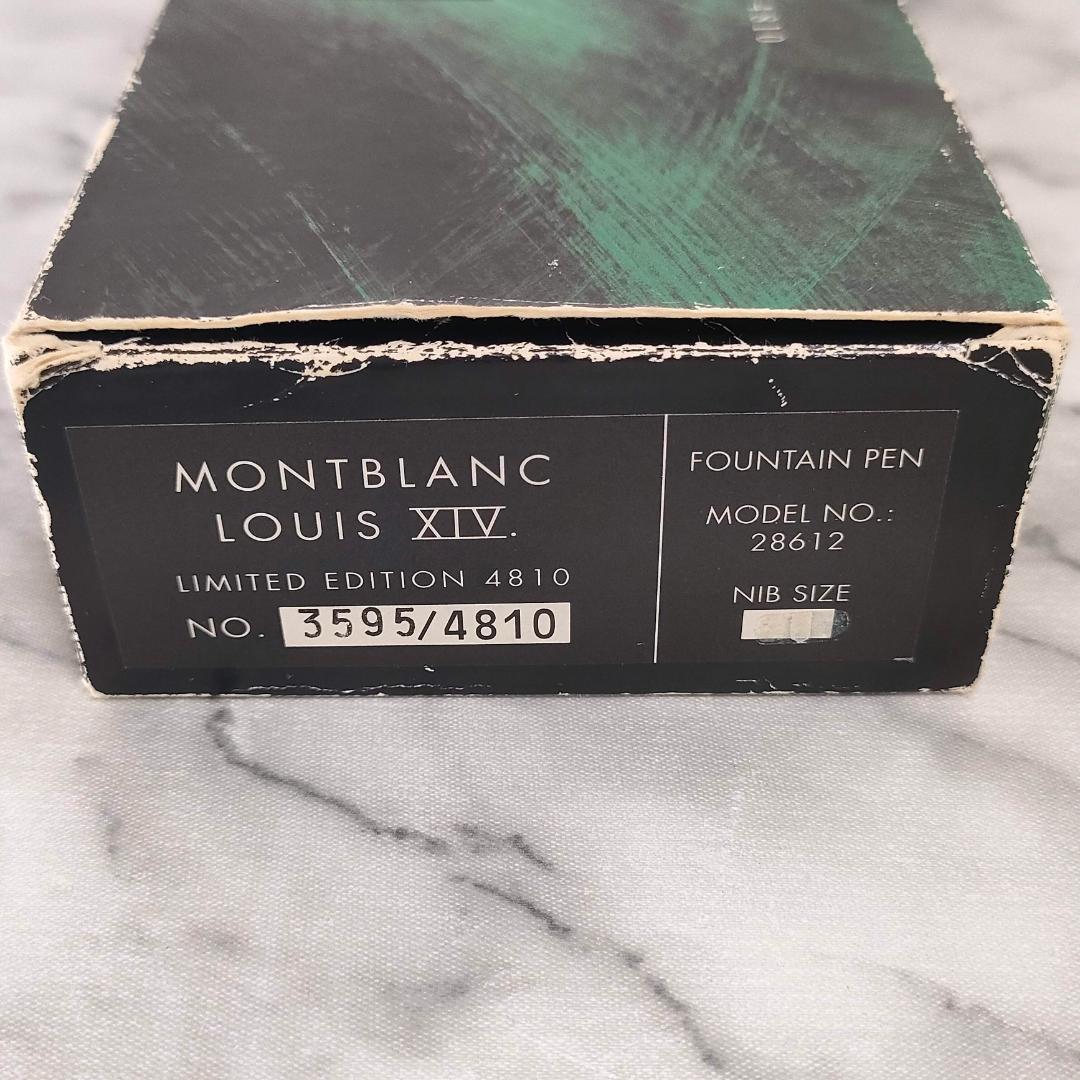 MONTBLANC
LOUIS XIV.
LIMITED EDITION 4810
NO. 3595/4810
FOUNTAIN PEN
MODEL NO.:
28612
NIB SIZE